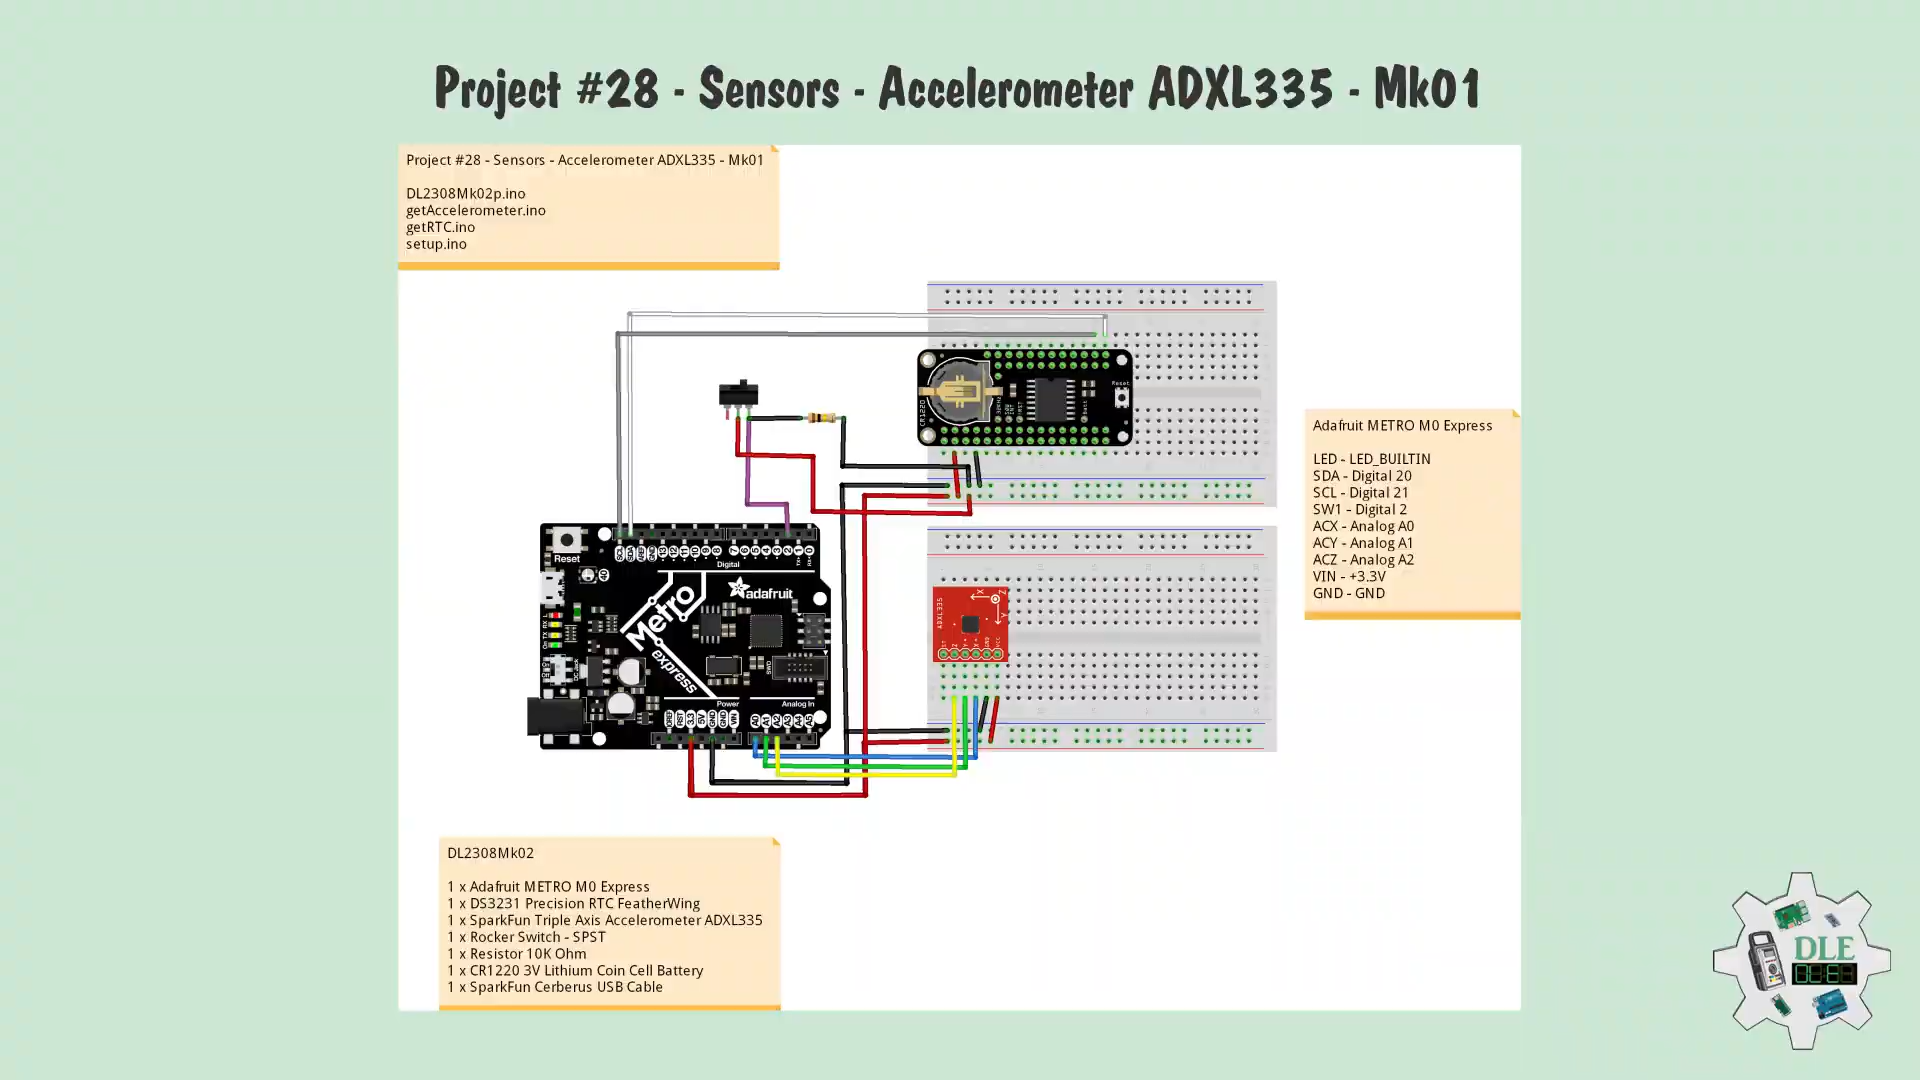 Project #28 - Sensors - Accelerometer ADXL335 - Mk01
Project #28 - Sensors - Accelerometer ADXL335 - Mk01
DL2308Mk02p.ino
getAccelerometer.ino
getRTC.ino
setup.ino
CR1220
Reset
Adafruit METRO M0 Express
LED - LED_BUILTIN
SDA - Digital 20
SCL - Digital 21
SW1 - Digital 2
ACX - Analog A0
ACY - Analog A1
ACZ - Analog A2
VIN - +3.3V
GND - GND
Reset
Digital
adafruit
Metro
express
Power
Analog In
ADXL335
X
Y
Z
DL2308Mk02
1 x Adafruit METRO M0 Express
1 x DS3231 Precision RTC FeatherWing
1 x SparkFun Triple Axis Accelerometer ADXL335
1 x Rocker Switch - SPST
1 x Resistor 10K Ohm
1 x CR1220 3V Lithium Coin Cell Battery
1 x SparkFun Cerberus USB Cable
DLE